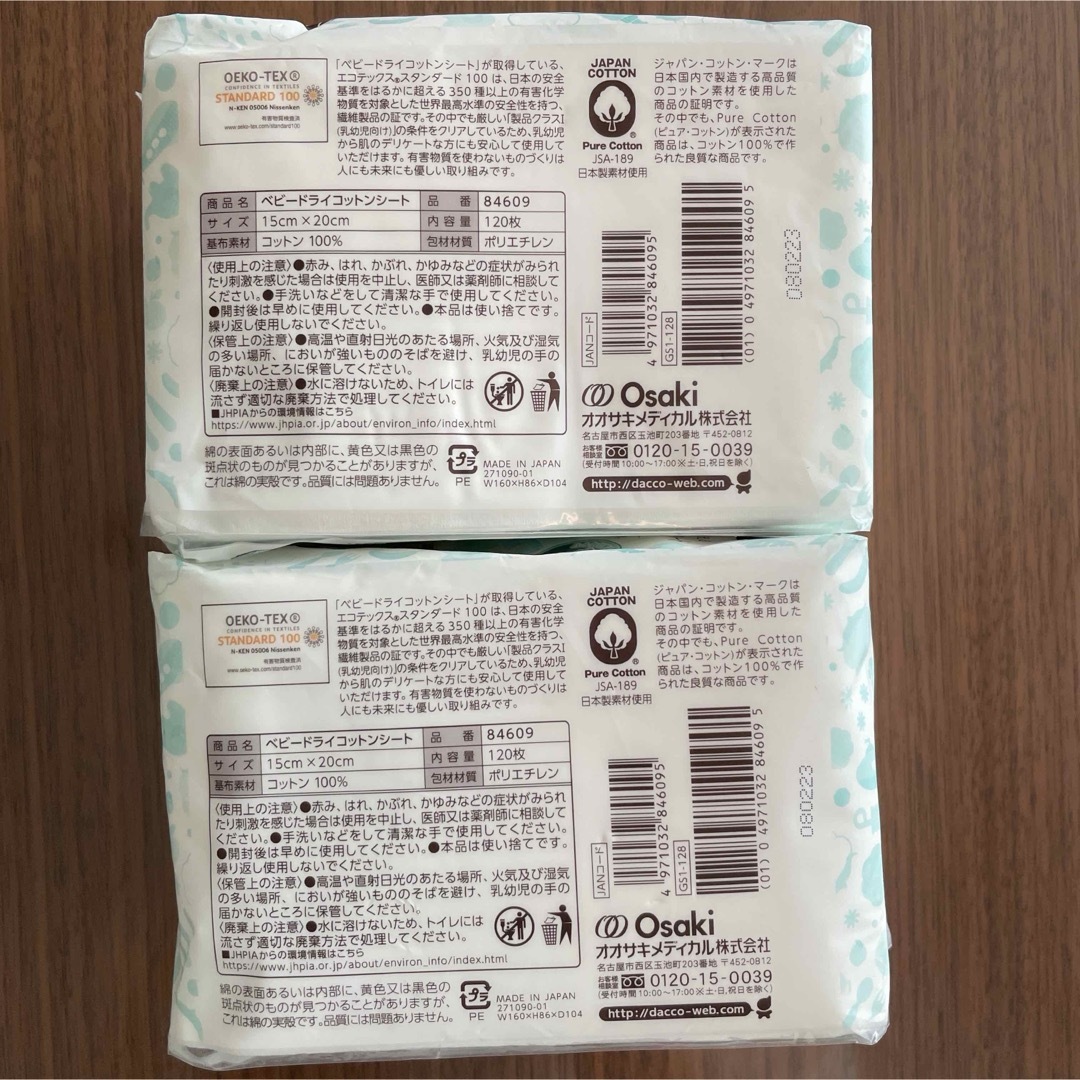 OEKO-TEX®
CONFIDENCE IN TEXTILES
STANDARD 100
N-KEN 05006 Nissenken
有害物質検査済
www.oeko-tex.com/standard100
「ベビードライコットンシート」が取得している、
エコテックス®スタンダード100は、日本の安全
基準をはるかに超える350種以上の有害化学
物質を対象とした世界最高水準の安全性を持つ、
繊維製品の証です。その中でも厳しい「製品クラスⅠ
(乳幼児向け)」の条件をクリアしているため、乳幼児
から肌のデリケートな方にも安心して使用して
いただけます。有害物質を使わないものづくりは
人にも未来にも優しい取り組みです。
JAPAN
COTTON
®
Pure Cotton
JSA-189
日本製素材使用
ジャパン・コットン・マークは
日本国内で製造する高品質
のコットン素材を使用した
商品の証明です。
その中でも、Pure Cotton
(ピュア・コットン)が表示された
商品は、コットン100%で作
られた良質な商品です。
商品名 ベビードライコットンシート 品番 84609
サイズ 15cm×20cm 内容量 120枚
基布素材 コットン 100% 包材材質 ポリエチレン
〈使用上の注意〉●赤み、はれ、かぶれ、かゆみなどの症状がみられ
たり刺激を感じた場合は使用を中止し、医師又は薬剤師に相談して
ください。●手洗いなどをして清潔な手で使用してください。
●開封後は早めに使用してください。●本品は使い捨てです。
繰り返し使用しないでください。
〈保管上の注意〉●高温や直射日光のあたる場所、火気及び湿気
の多い場所、においが強いもののそばを避け、乳幼児の手の
届かないところに保管してください。
〈廃棄上の注意〉●水に溶けないため、トイレには
流さず適切な廃棄方法で処理してください。
■JHPIAからの環境情報はこちら
https://www.jhpia.or.jp/about/environ_info/index.html
綿の表面あるいは内部に、黄色又は黒色の
斑点状のものが見つかることがありますが、
これは綿の実殻です。品質には問題ありません。
プラ
PE
MADE IN JAPAN
271090-01
W160×H86×D104
JANコード
4 971032 846095
GS1-128
(01) 0 4971032 84609 5
080223
Osaki
オオサキメディカル株式会社
名古屋市西区玉池町203番地 〒452-0812
お客様
相談室 0120-15-0039
(受付時間 10:00〜17:00 ※土・日、祝日を除く)
http://dacco-web.com
OEKO-TEX®
CONFIDENCE IN TEXTILES
STANDARD 100
N-KEN 05006 Nissenken
有害物質検査済
www.oeko-tex.com/standard100
「ベビードライコットンシート」が取得している、
エコテックス®スタンダード100は、日本の安全
基準をはるかに超える350種以上の有害化学
物質を対象とした世界最高水準の安全性を持つ、
繊維製品の証です。その中でも厳しい「製品クラスⅠ
(乳幼児向け)」の条件をクリアしているため、乳幼児
から肌のデリケートな方にも安心して使用して
いただけます。有害物質を使わないものづくりは
人にも未来にも優しい取り組みです。
JAPAN
COTTON
®
Pure Cotton
JSA-189
日本製素材使用
ジャパン・コットン・マークは
日本国内で製造する高品質
のコットン素材を使用した
商品の証明です。
その中でも、Pure Cotton
(ピュア・コットン)が表示された
商品は、コットン100%で作
られた良質な商品です。
商品名 ベビードライコットンシート 品番 84609
サイズ 15cm×20cm 内容量 120枚
基布素材 コットン 100% 包材材質 ポリエチレン
〈使用上の注意〉●赤み、はれ、かぶれ、かゆみなどの症状がみられ
たり刺激を感じた場合は使用を中止し、医師又は薬剤師に相談して
ください。●手洗いなどをして清潔な手で使用してください。
●開封後は早めに使用してください。●本品は使い捨てです。
繰り返し使用しないでください。
〈保管上の注意〉●高温や直射日光のあたる場所、火気及び湿気
の多い場所、においが強いもののそばを避け、乳幼児の手の
届かないところに保管してください。
〈廃棄上の注意〉●水に溶けないため、トイレには
流さず適切な廃棄方法で処理してください。
■JHPIAからの環境情報はこちら
https://www.jhpia.or.jp/about/environ_info/index.html
綿の表面あるいは内部に、黄色又は黒色の
斑点状のものが見つかることがありますが、
これは綿の実殻です。品質には問題ありません。
プラ
PE
MADE IN JAPAN
271090-01
W160×H86×D104
JANコード
4 971032 846095
GS1-128
(01) 0 4971032 84609 5
080223
Osaki
オオサキメディカル株式会社
名古屋市西区玉池町203番地 〒452-0812
お客様
相談室 0120-15-0039
(受付時間 10:00〜17:00 ※土・日、祝日を除く)
http://dacco-web.com